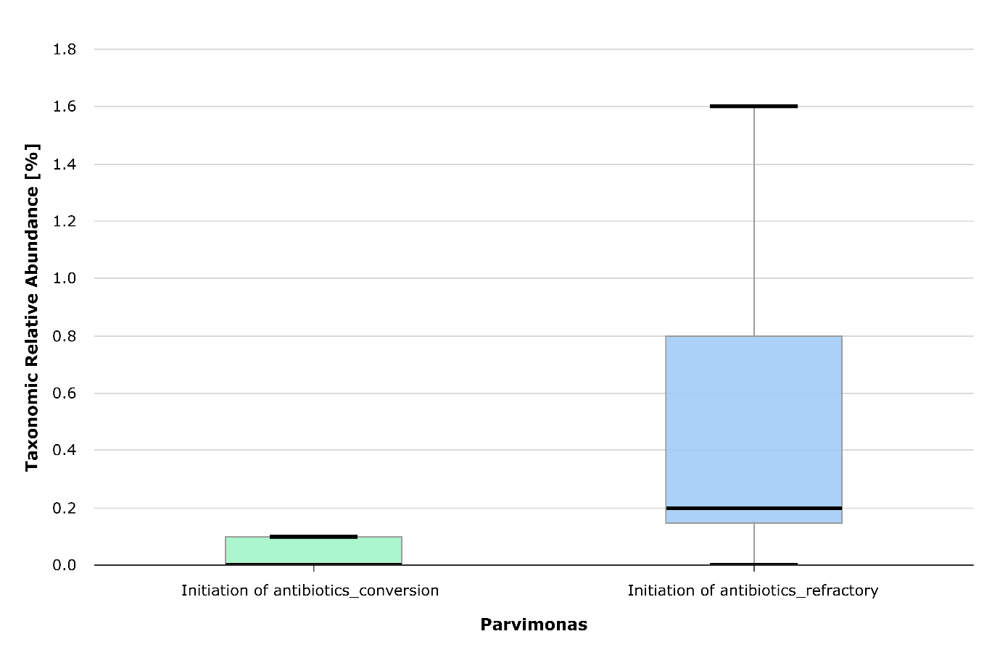 Taxonomic Relative Abundance [%]
1.8
1.6
1.4
1.2
1.0
0.8
0.6
0.4
0.2
0.0
Initiation of antibiotics_conversion
Initiation of antibiotics_refractory
Parvimonas